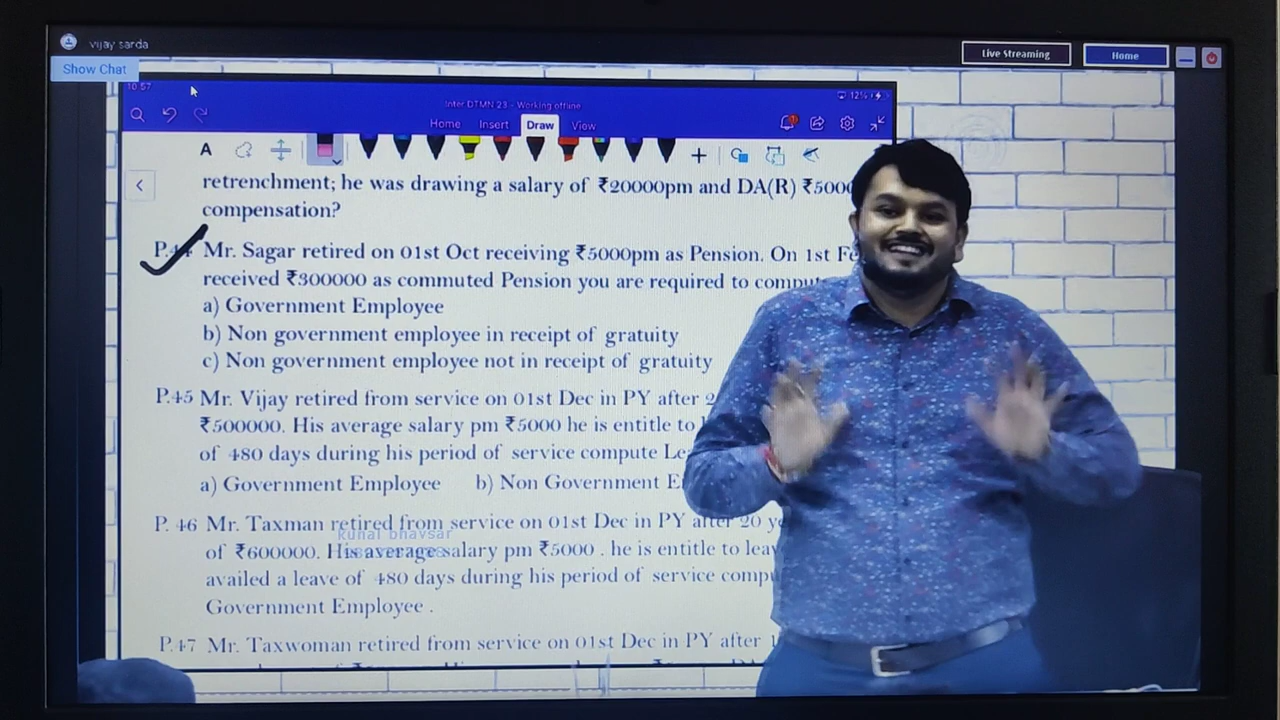 vijay sarda
Live Streaming
Home
Show Chat
10:57
12%
Inter DTMN 23 - Working offline
Home Insert Draw View
retrenchment; he was drawing a salary of ₹20000pm and DA(R) ₹5000
compensation?
P.44 Mr. Sagar retired on 01st Oct receiving ₹5000pm as Pension. On 1st
received ₹300000 as commuted Pension you are required to
a) Government Employee
b) Non government employee in receipt of gratuity
c) Non government employee not in receipt of gratuity
P.45 Mr. Vijay retired from service on 01st Dec in PY after
₹500000. His average salary pm ₹5000 he is entitle to
of 480 days during his period of service compute
a) Government Employee b) Non Government
P. 46 Mr. Taxman retired from service on 01st Dec in PY after 20
kunal bhavsar
of ₹600000. His average salary pm ₹5000 . he is entitle to
availed a leave of 480 days during his period of service
Government Employee .
P.47 Mr. Taxwoman retired from service on 01st Dec in PY after